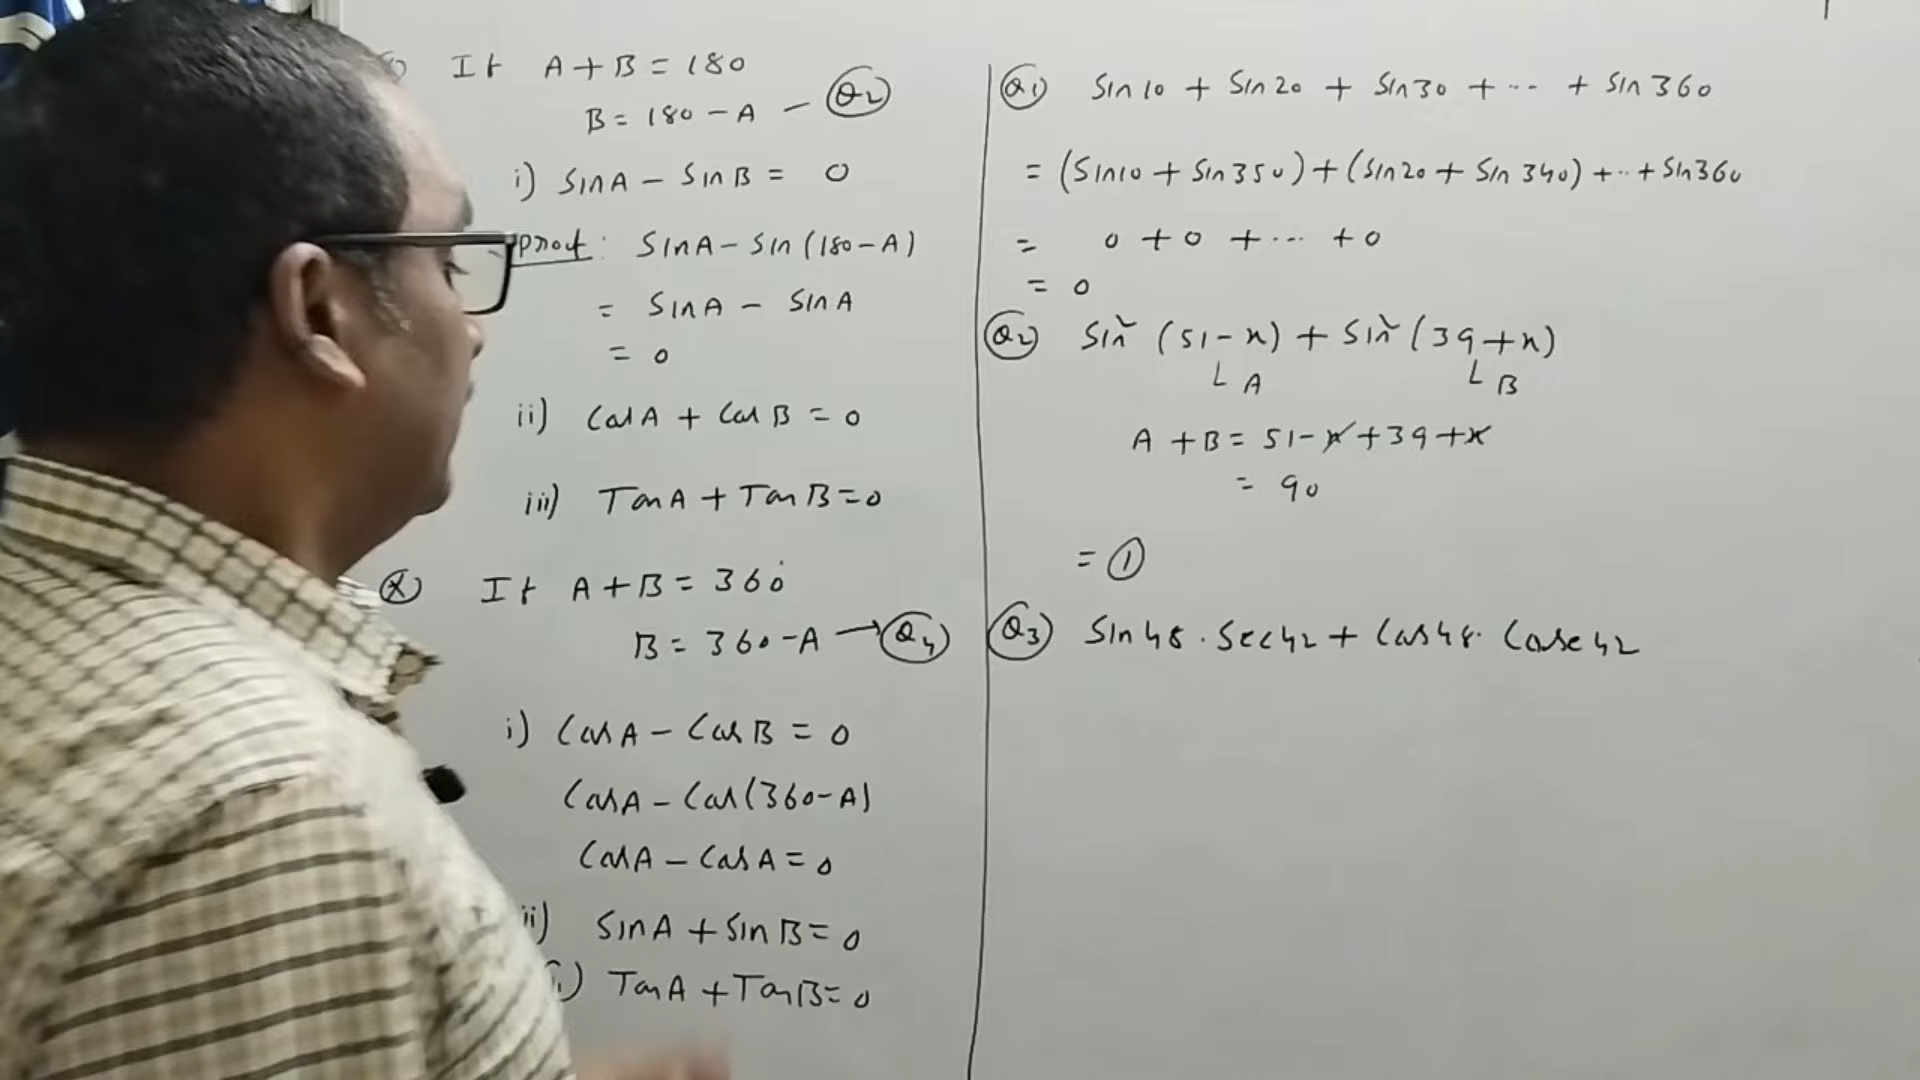 If A + B = 180
B = 180 - A - Q2
i) SinA - SinB = 0
proof: SinA - Sin (180 - A)
= SinA - SinA
= 0
ii) CosA + CosB = 0
iii) TanA + TanB = 0
If A + B = 360°
B = 360 - A → Q4
i) CosA - CosB = 0
CosA - Cos(360-A)
CosA - CosA = 0
ii) SinA + SinB = 0
TanA + TanB = 0
Q1 Sin10 + Sin20 + Sin30 + ... + Sin360
= (Sin10 + Sin350) + (Sin20 + Sin340) + .. + Sin360
= 0 + 0 + ... + 0
= 0
Q2 Sin² (51-x) + Sin² (39+x)
∟A ∟B
A + B = 51 - x + 39 + x
= 90
= 1
Q3 Sin48 . Sec42 + Cos48 . Cosec42